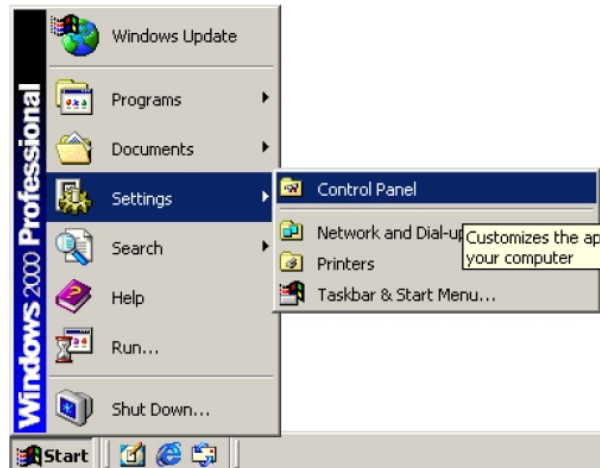 Windows Update
Programs
Documents
Settings
Search
Help
Run...
Shut Down...
Windows 2000 Professional
Control Panel
Network and Dial-up
Printers
Taskbar & Start Menu...
Customizes the ap
your computer
Start